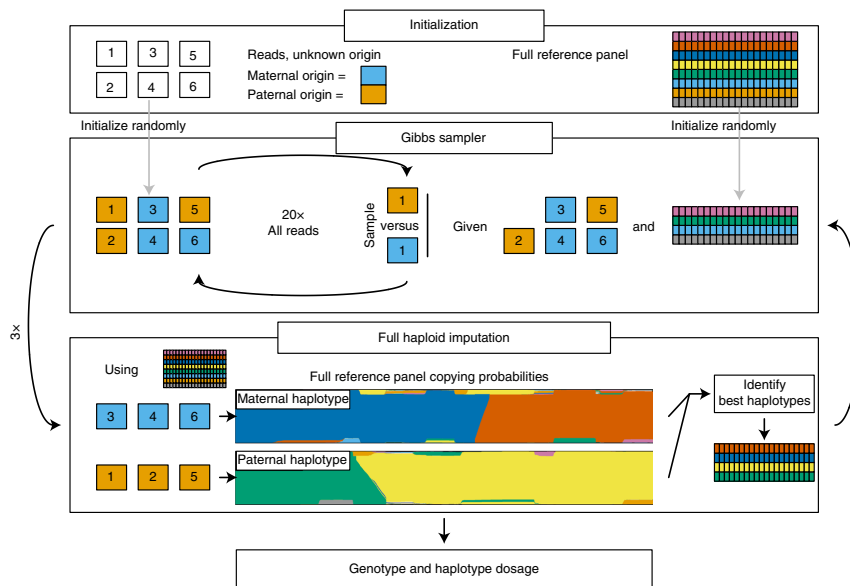 Initialization
1 3 5
2 4 6
Reads, unknown origin
Maternal origin =
Paternal origin =
Full reference panel
Initialize randomly
Initialize randomly
Gibbs sampler
1 3 5
2 4 6
20×
All reads
Sample
1
versus
1
Given
3 5
2 4 6
and
3×
Full haploid imputation
Using
Full reference panel copying probabilities
3 4 6
Maternal haplotype
1 2 5
Paternal haplotype
Identify
best haplotypes
Genotype and haplotype dosage